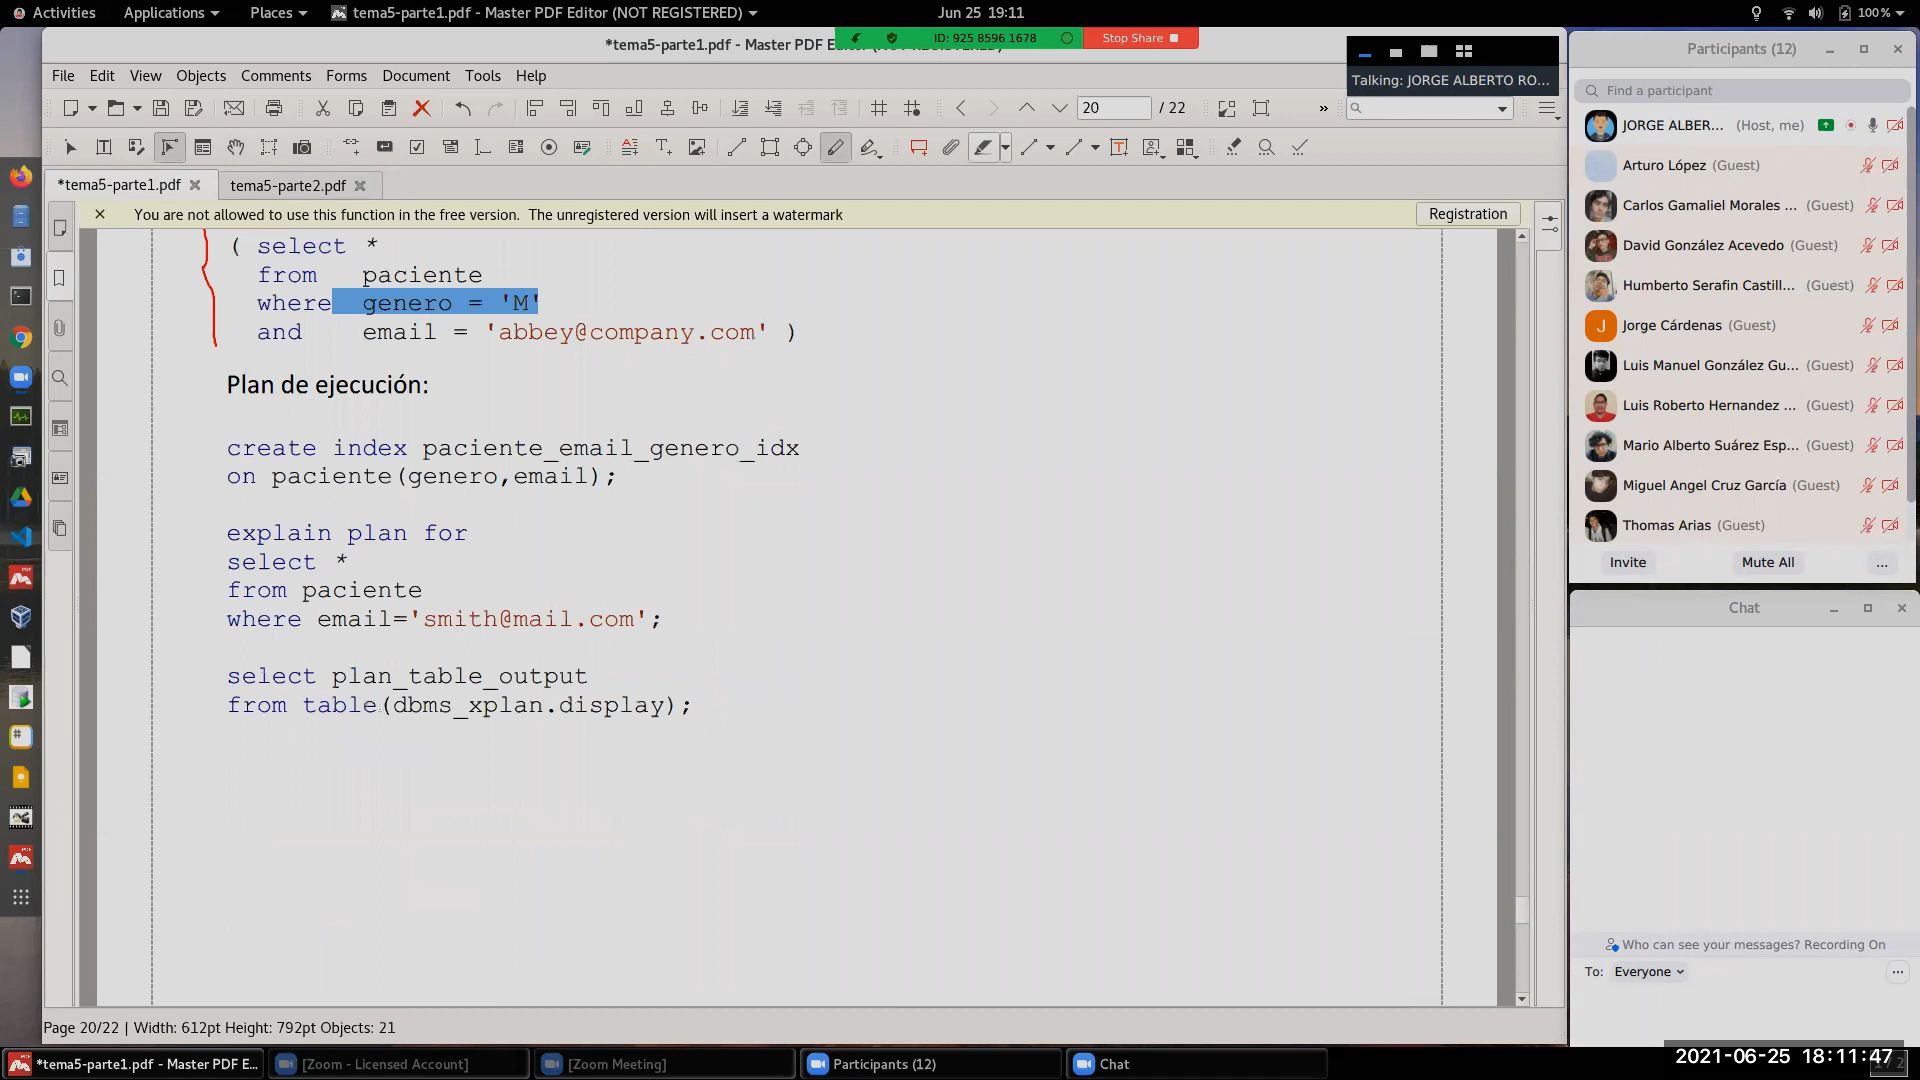 Activities
Applications
Places
tema5-parte1.pdf - Master PDF Editor (NOT REGISTERED)
Jun 25 19:11
100%
*tema5-parte1.pdf - Master PDF E
ID: 925 8596 1678
Stop Share
Talking: JORGE ALBERTO RO...
File Edit View Objects Comments Forms Document Tools Help
20 / 22
*tema5-parte1.pdf
tema5-parte2.pdf
You are not allowed to use this function in the free version. The unregistered version will insert a watermark
Registration
( select *
from paciente
where genero = 'M'
and email = 'abbey@company.com' )
Plan de ejecución:
create index paciente_email_genero_idx
on paciente(genero,email);
explain plan for
select *
from paciente
where email='smith@mail.com';
select plan_table_output
from table(dbms_xplan.display);
Page 20/22 | Width: 612pt Height: 792pt Objects: 21
Participants (12)
Find a participant
JORGE ALBER... (Host, me)
Arturo López (Guest)
Carlos Gamaliel Morales ... (Guest)
David González Acevedo (Guest)
Humberto Serafin Castill... (Guest)
J Jorge Cárdenas (Guest)
Luis Manuel González Gu... (Guest)
Luis Roberto Hernandez ... (Guest)
Mario Alberto Suárez Esp... (Guest)
Miguel Angel Cruz García (Guest)
Thomas Arias (Guest)
Invite
Mute All
...
Chat
Who can see your messages? Recording On
To: Everyone
*tema5-parte1.pdf - Master PDF E...
[Zoom - Licensed Account]
[Zoom Meeting]
Participants (12)
Chat
2021-06-25 18:11:47